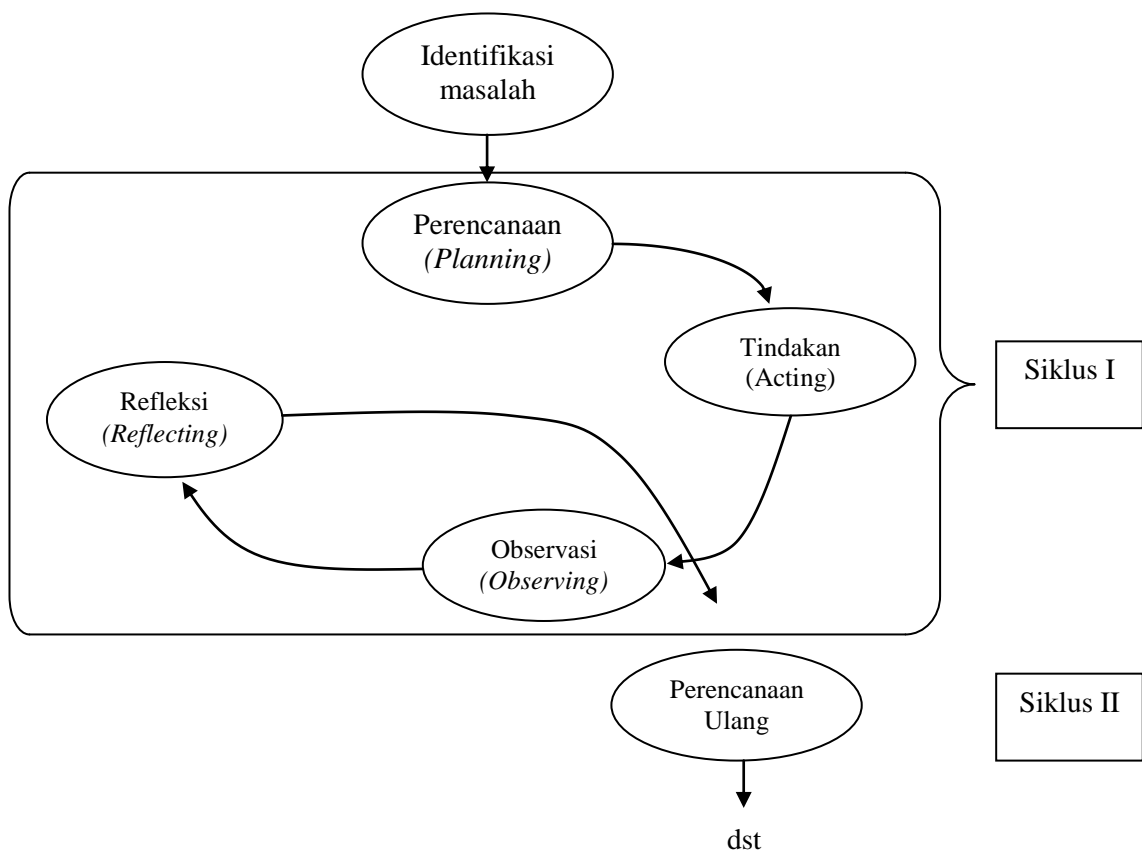 Identifikasi
masalah
Perencanaan
(Planning)
Tindakan
(Acting)
Siklus I
Refleksi
(Reflecting)
Observasi
(Observing)
Perencanaan
Ulang
Siklus II
dst